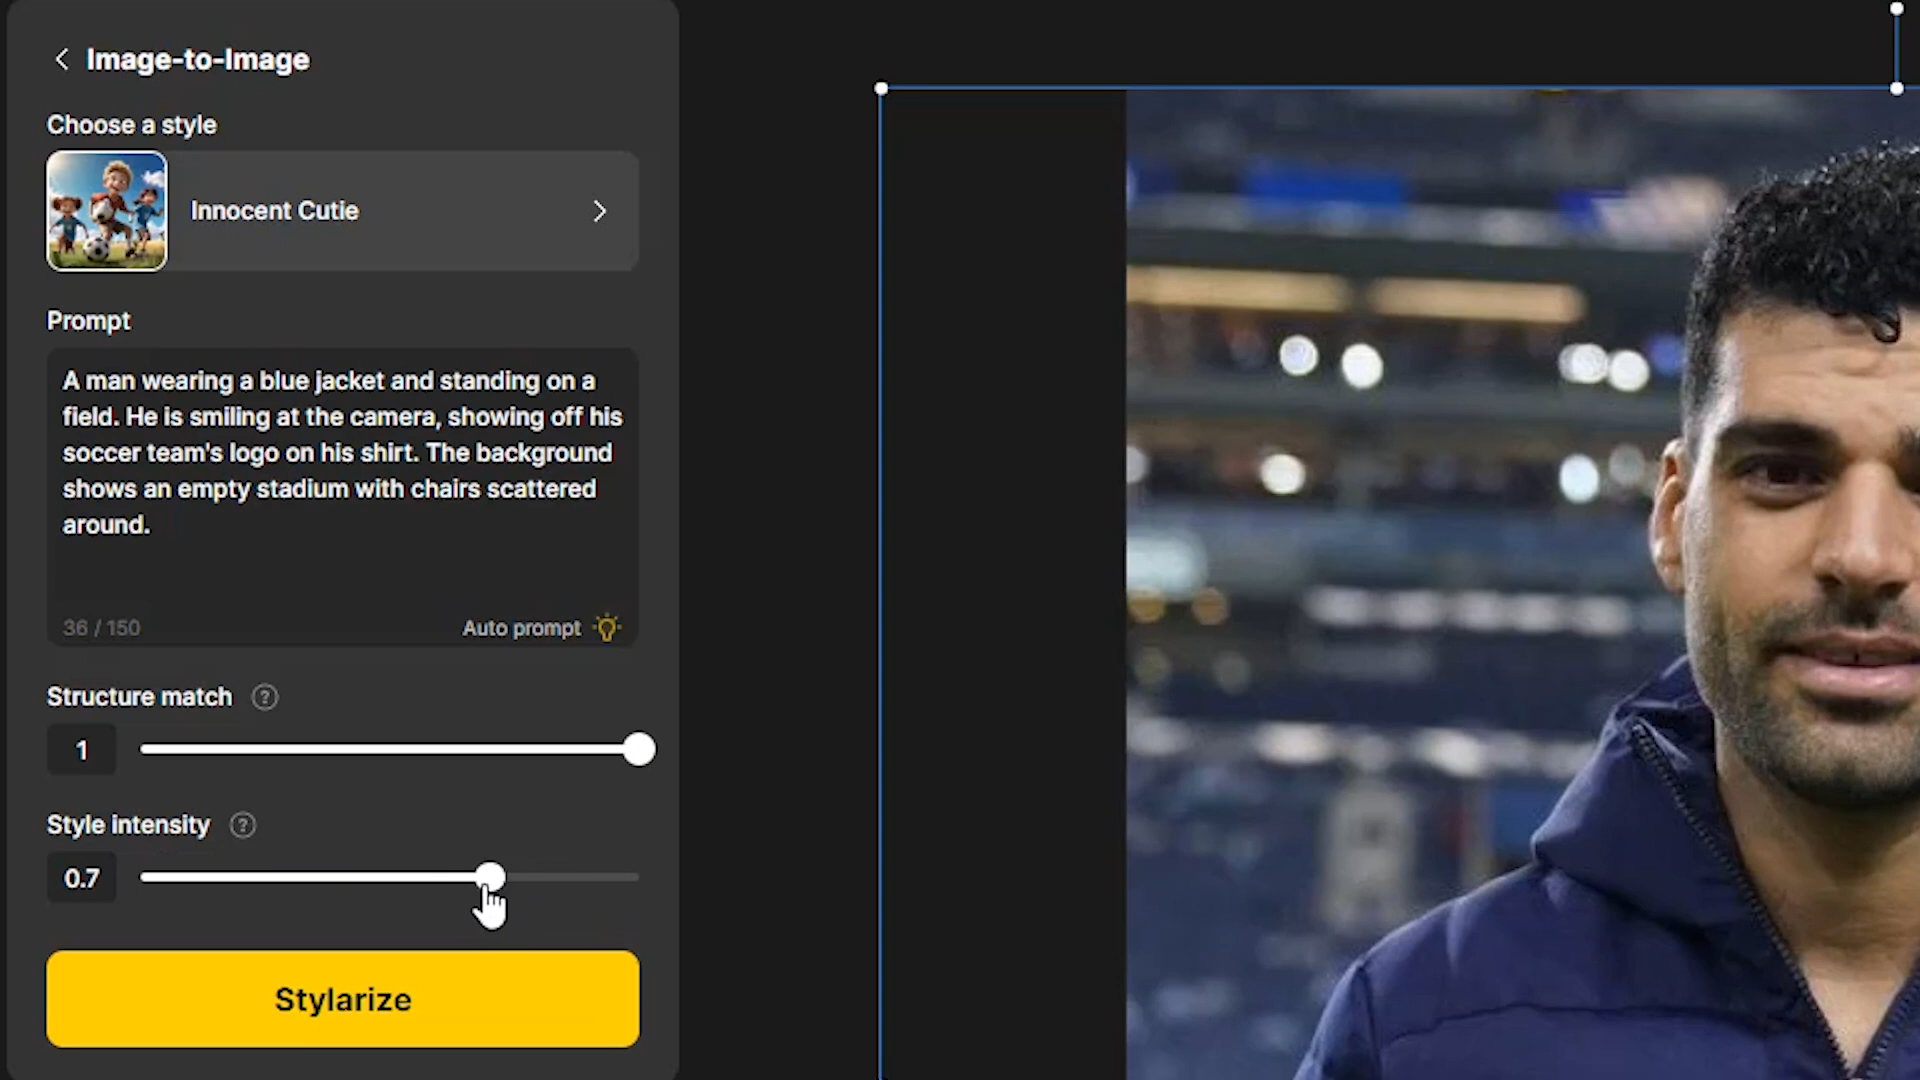 Image-to-Image
Choose a style
Innocent Cutie
Prompt
A man wearing a blue jacket and standing on a
field. He is smiling at the camera, showing off his
soccer team's logo on his shirt. The background
shows an empty stadium with chairs scattered
around.
36 / 150 Auto prompt
Structure match ?
1
Style intensity ?
0.7
Stylarize